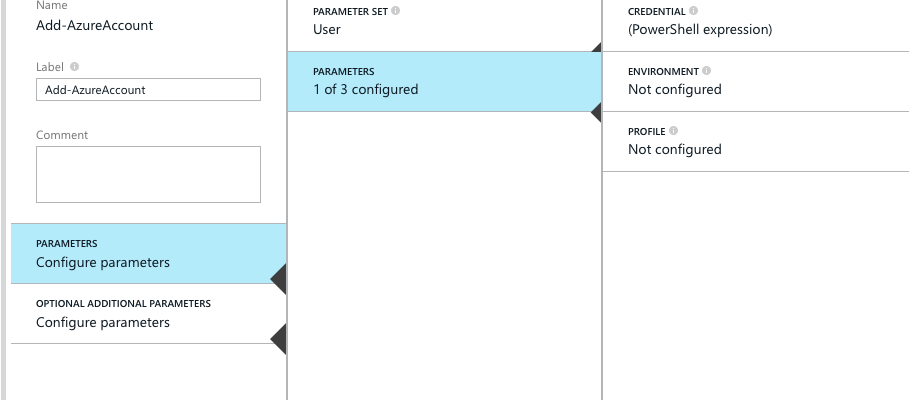 Name
Add-AzureAccount
Label
Add-AzureAccount
Comment
PARAMETERS
Configure parameters
OPTIONAL ADDITIONAL PARAMETERS
Configure parameters
PARAMETER SET
User
PARAMETERS
1 of 3 configured
CREDENTIAL
(PowerShell expression)
ENVIRONMENT
Not configured
PROFILE
Not configured